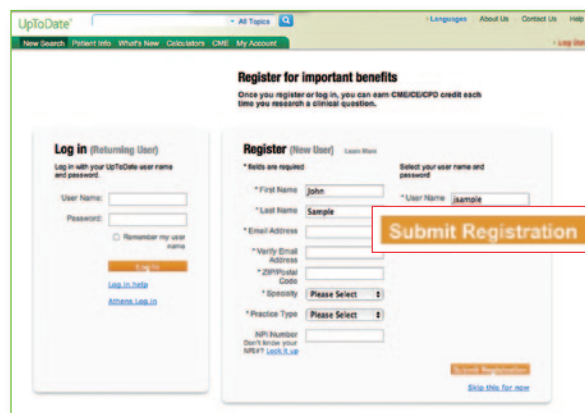 UpToDate®
All Topics
Languages About Us Contact Us Help
New Search Patient Info What's New Calculators CME My Account
Register for important benefits
Once you register or log in, you can earn CME/CE/CPD credit each
time you research a clinical question.
Log in (Returning User)
Log in with your UpToDate user name
and password.
User Name:
Password:
Remember my user
name
Log In
Log in help
Athens Log in
Register (New User) Learn More
* fields are required
* First Name John
* Last Name Sample
* Email Address
* Verify Email
Address
* ZIP/Postal
Code
* Specialty Please Select
* Practice Type Please Select
NPI Number
Don't know your
NPI#? Look it up
Select your user name and
password
* User Name jsample
Submit Registration
Submit Registration
Skip this for now